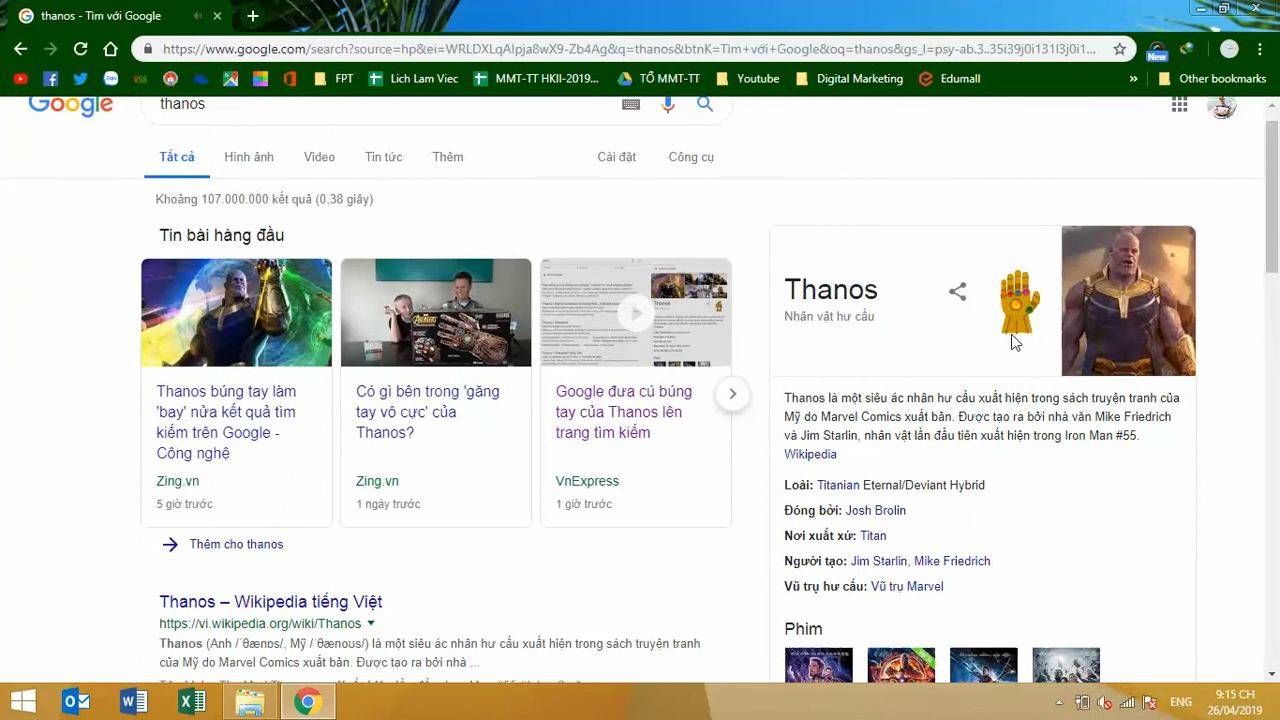 thanos - Tìm với Google
https://www.google.com/search?source=hp&ei=WRLDXLqAIpja8wX9-Zb4Ag&q=thanos&btnK=Tìm+với+Google&oq=thanos&gs_l=psy-ab.3..35i39j0i131l3j0i1...
New
FPT
Lich Lam Viec
MMT-TT HKII-2019...
TỔ MMT-TT
Youtube
Digital Marketing
Edumall
»
Other bookmarks
Google
thanos
Tất cả
Hình ảnh
Video
Tin tức
Thêm
Cài đặt
Công cụ
Khoảng 107.000.000 kết quả (0,38 giây)
Tin bài hàng đầu
Thanos búng tay làm
'bay' nửa kết quả tìm
kiếm trên Google -
Công nghệ
Zing.vn
5 giờ trước
Có gì bên trong 'găng
tay vô cực' của
Thanos?
Zing.vn
1 ngày trước
Google đưa cú búng
tay của Thanos lên
trang tìm kiếm
VnExpress
1 giờ trước
Thêm cho thanos
Thanos – Wikipedia tiếng Việt
https://vi.wikipedia.org/wiki/Thanos
Thanos (Anh /ˈθænɒs/, Mỹ /ˈθænoʊs/) là một siêu ác nhân hư cấu xuất hiện trong sách truyện tranh
của Mỹ do Marvel Comics xuất bản. Được tạo ra bởi nhà ...
Thanos
Nhân vật hư cấu
Thanos là một siêu ác nhân hư cấu xuất hiện trong sách truyện tranh của
Mỹ do Marvel Comics xuất bản. Được tạo ra bởi nhà văn Mike Friedrich
và Jim Starlin, nhân vật lần đầu tiên xuất hiện trong Iron Man #55.
Wikipedia
Loài: Titanian Eternal/Deviant Hybrid
Đóng bởi: Josh Brolin
Nơi xuất xứ: Titan
Người tạo: Jim Starlin, Mike Friedrich
Vũ trụ hư cấu: Vũ trụ Marvel
Phim
ENG
9:15 CH
26/04/2019